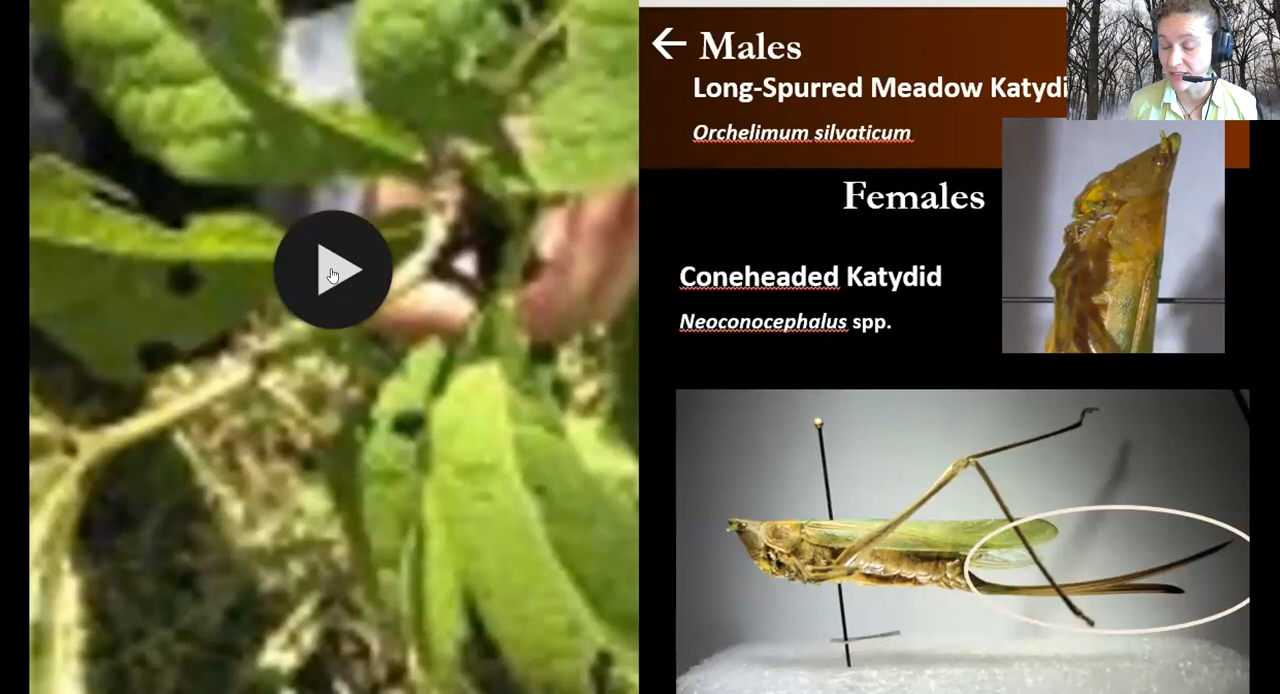 ← Males
Long-Spurred Meadow Katydi
Orchelimum silvaticum
Females
Coneheaded Katydid
Neoconocephalus spp.